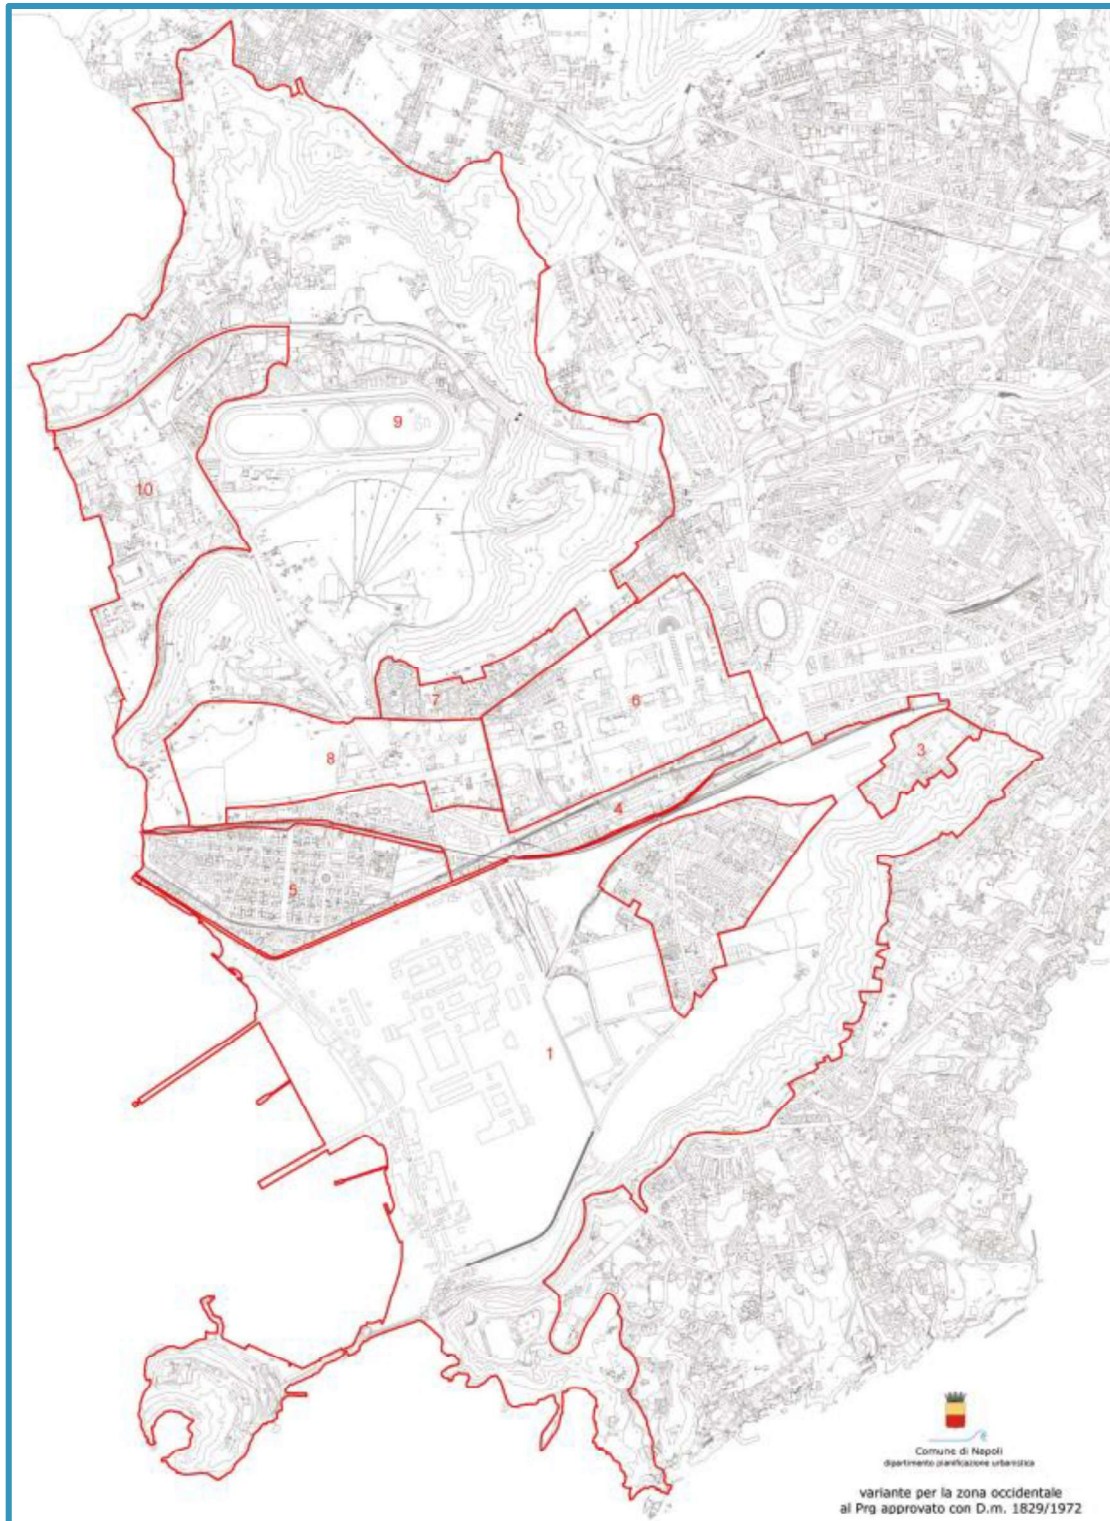 9
10
7
6
8
3
4
5
1
Comune di Napoli
dipartimento pianificazione urbanistica
variante per la zona occidentale
al Prg approvato con D.m. 1829/1972